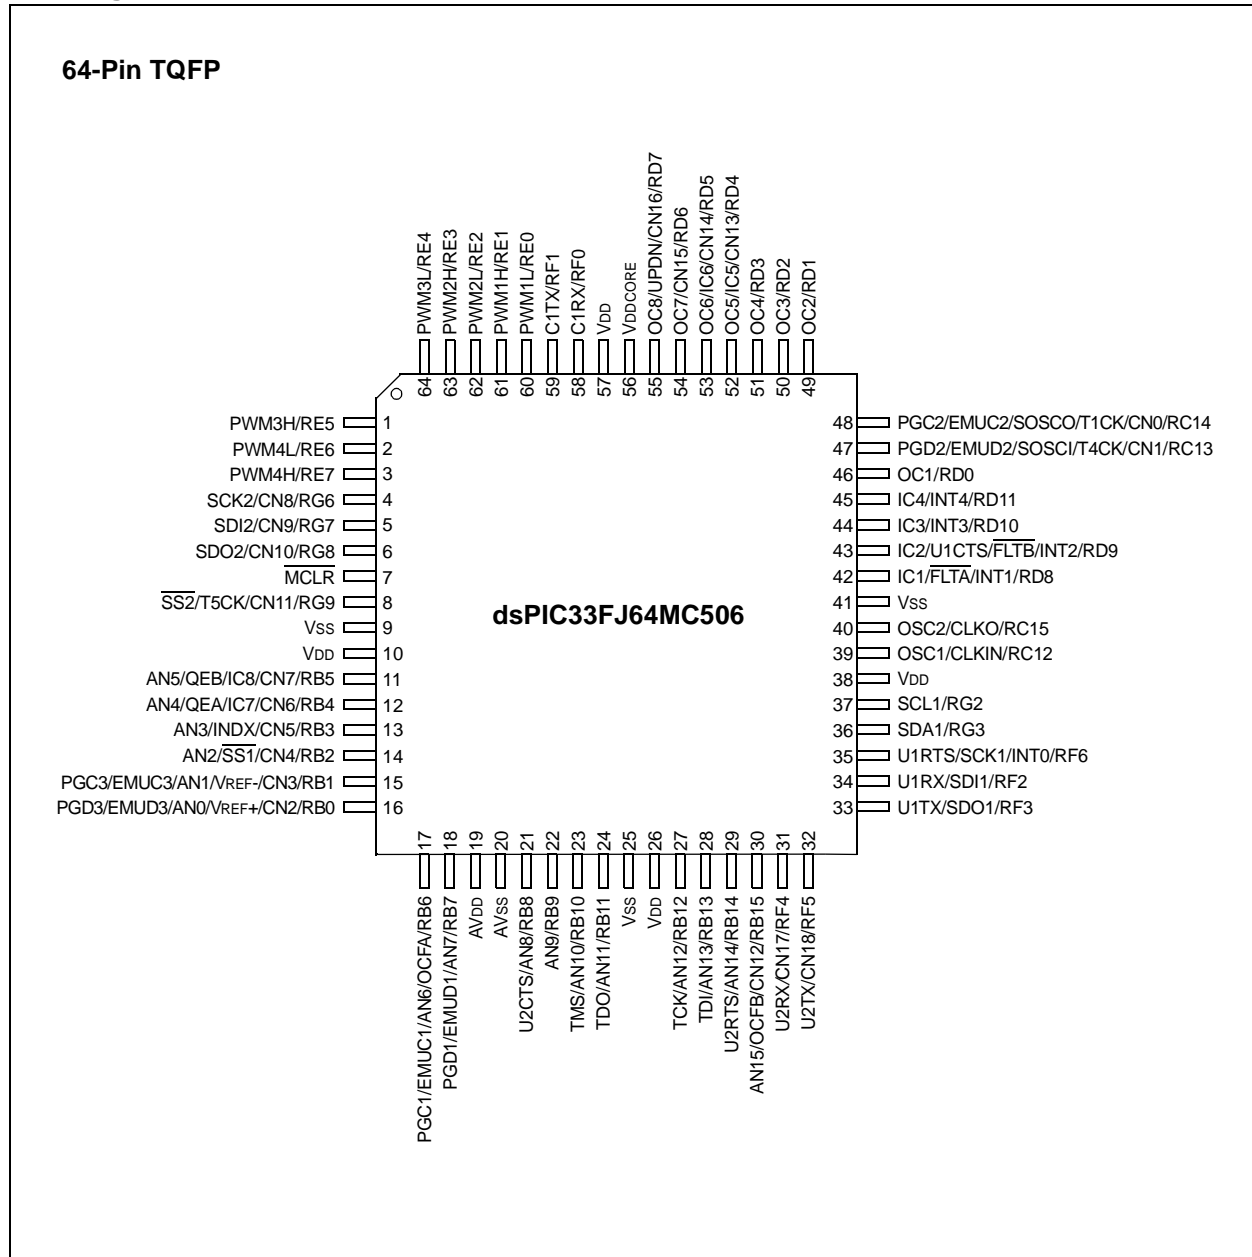 64-Pin TQFP
PWM3L/RE4
PWM2H/RE3
PWM2L/RE2
PWM1H/RE1
PWM1L/RE0
C1TX/RF1
C1RX/RF0
VDD
VDDCORE
OC8/UPDN/CN16/RD7
OC7/CN15/RD6
OC6/IC6/CN14/RD5
OC5/IC5/CN13/RD4
OC4/RD3
OC3/RD2
OC2/RD1
64 63 62 61 60 59 58 57 56 55 54 53 52 51 50 49
PWM3H/RE5 1
PWM4L/RE6 2
PWM4H/RE7 3
SCK2/CN8/RG6 4
SDI2/CN9/RG7 5
SDO2/CN10/RG8 6
MCLR 7
SS2/T5CK/CN11/RG9 8
VSS 9
VDD 10
AN5/QEB/IC8/CN7/RB5 11
AN4/QEA/IC7/CN6/RB4 12
AN3/INDX/CN5/RB3 13
AN2/SS1/CN4/RB2 14
PGC3/EMUC3/AN1/VREF-/CN3/RB1 15
PGD3/EMUD3/AN0/VREF+/CN2/RB0 16
dsPIC33FJ64MC506
48 PGC2/EMUC2/SOSCO/T1CK/CN0/RC14
47 PGD2/EMUD2/SOSCI/T4CK/CN1/RC13
46 OC1/RD0
45 IC4/INT4/RD11
44 IC3/INT3/RD10
43 IC2/U1CTS/FLTB/INT2/RD9
42 IC1/FLTA/INT1/RD8
41 VSS
40 OSC2/CLKO/RC15
39 OSC1/CLKIN/RC12
38 VDD
37 SCL1/RG2
36 SDA1/RG3
35 U1RTS/SCK1/INT0/RF6
34 U1RX/SDI1/RF2
33 U1TX/SDO1/RF3
17 18 19 20 21 22 23 24 25 26 27 28 29 30 31 32
PGC1/EMUC1/AN6/OCFA/RB6
PGD1/EMUD1/AN7/RB7
AVDD
AVSS
U2CTS/AN8/RB8
AN9/RB9
TMS/AN10/RB10
TDO/AN11/RB11
VSS
VDD
TCK/AN12/RB12
TDI/AN13/RB13
U2RTS/AN14/RB14
AN15/OCFB/CN12/RB15
U2RX/CN17/RF4
U2TX/CN18/RF5